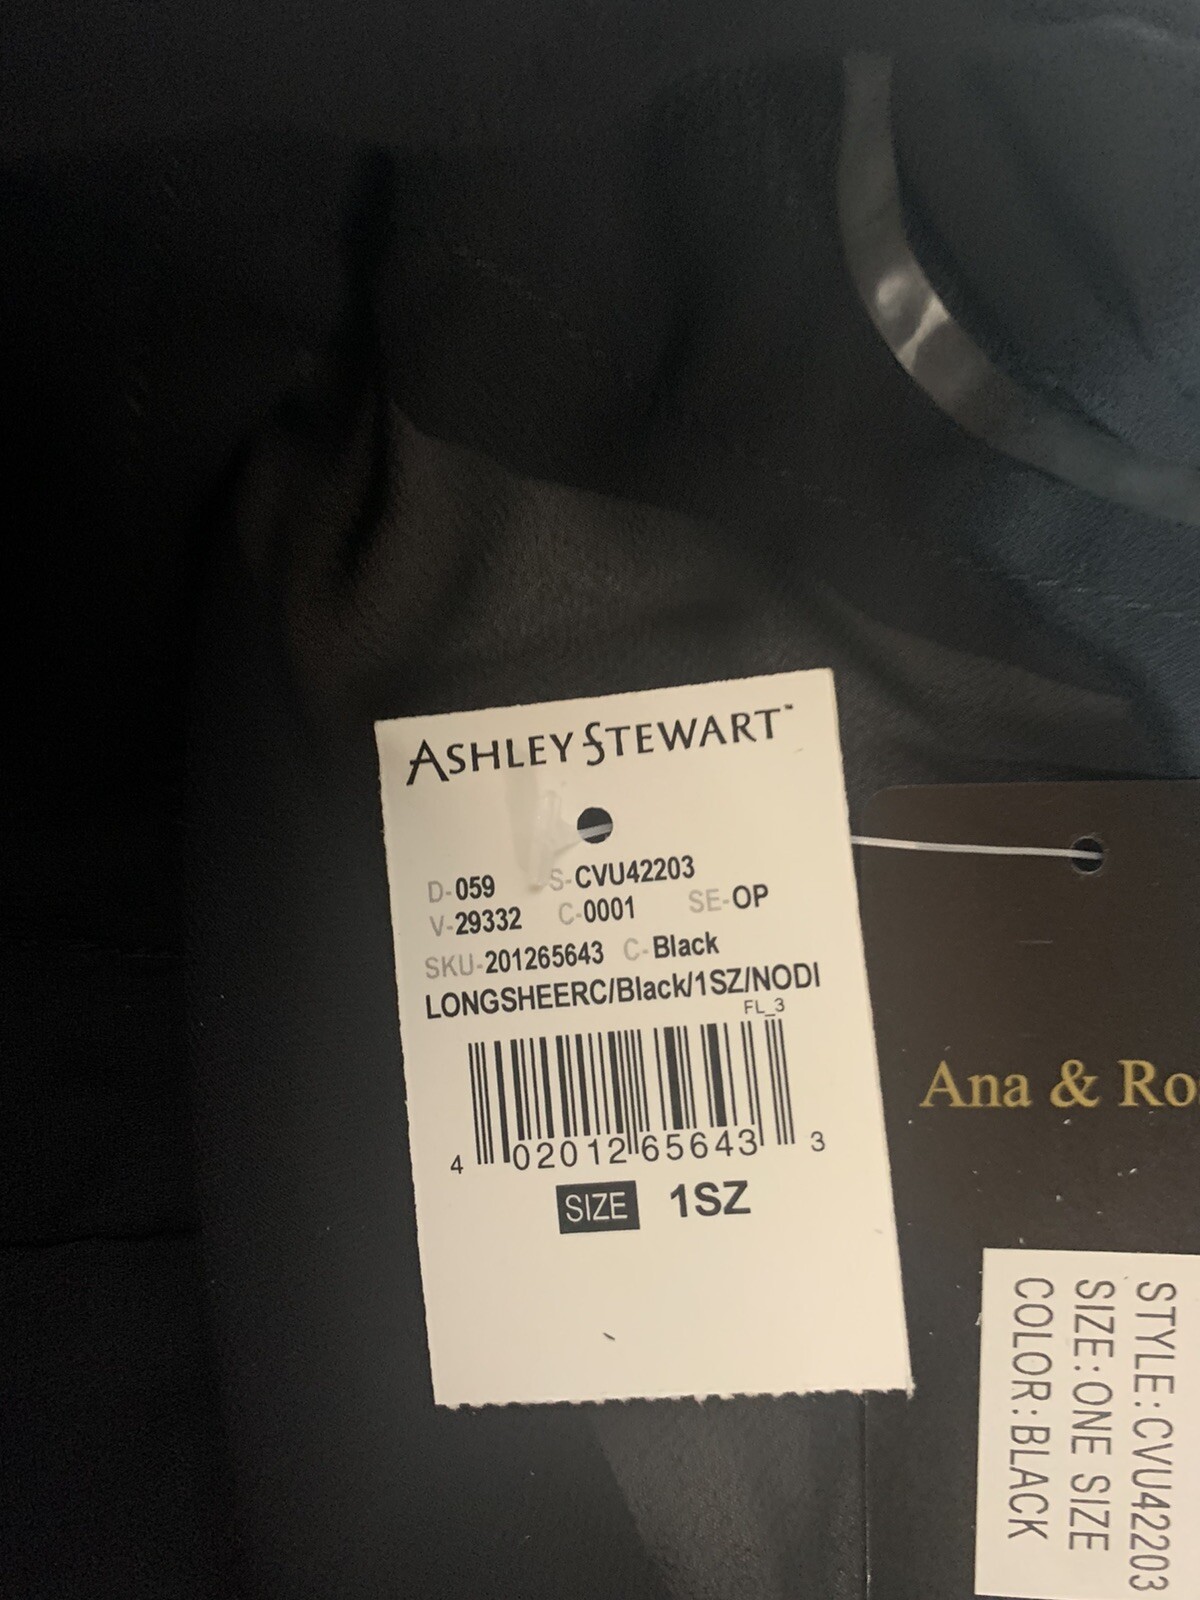 ASHLEY STEWART™
D-059 S-CVU42203
V-29332 C-0001 SE-OP
SKU-201265643 C-Black
LONGSHEERC/Black/1SZ/NODI
FL_3
4 02012 65643 3
SIZE 1SZ
Ana & Ro
STYLE:CVU42203
SIZE:ONE SIZE
COLOR:BLACK